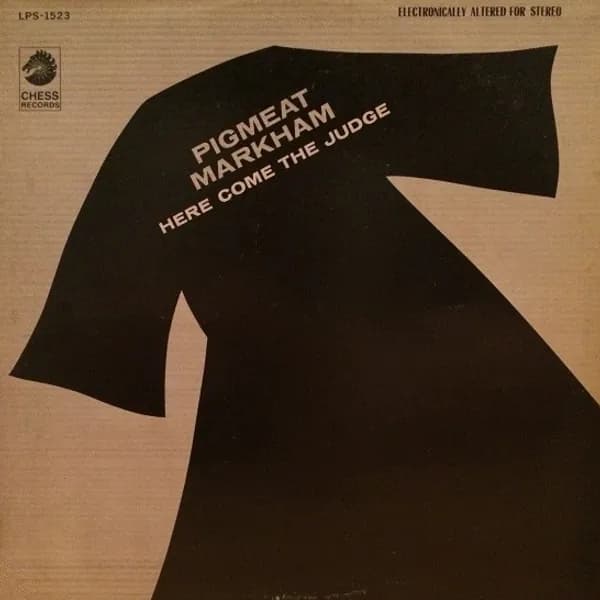 LPS-1523
ELECTRONICALLY ALTERED FOR STEREO
CHESS
RECORDS
PIGMEAT
MARKHAM
HERE COME THE JUDGE